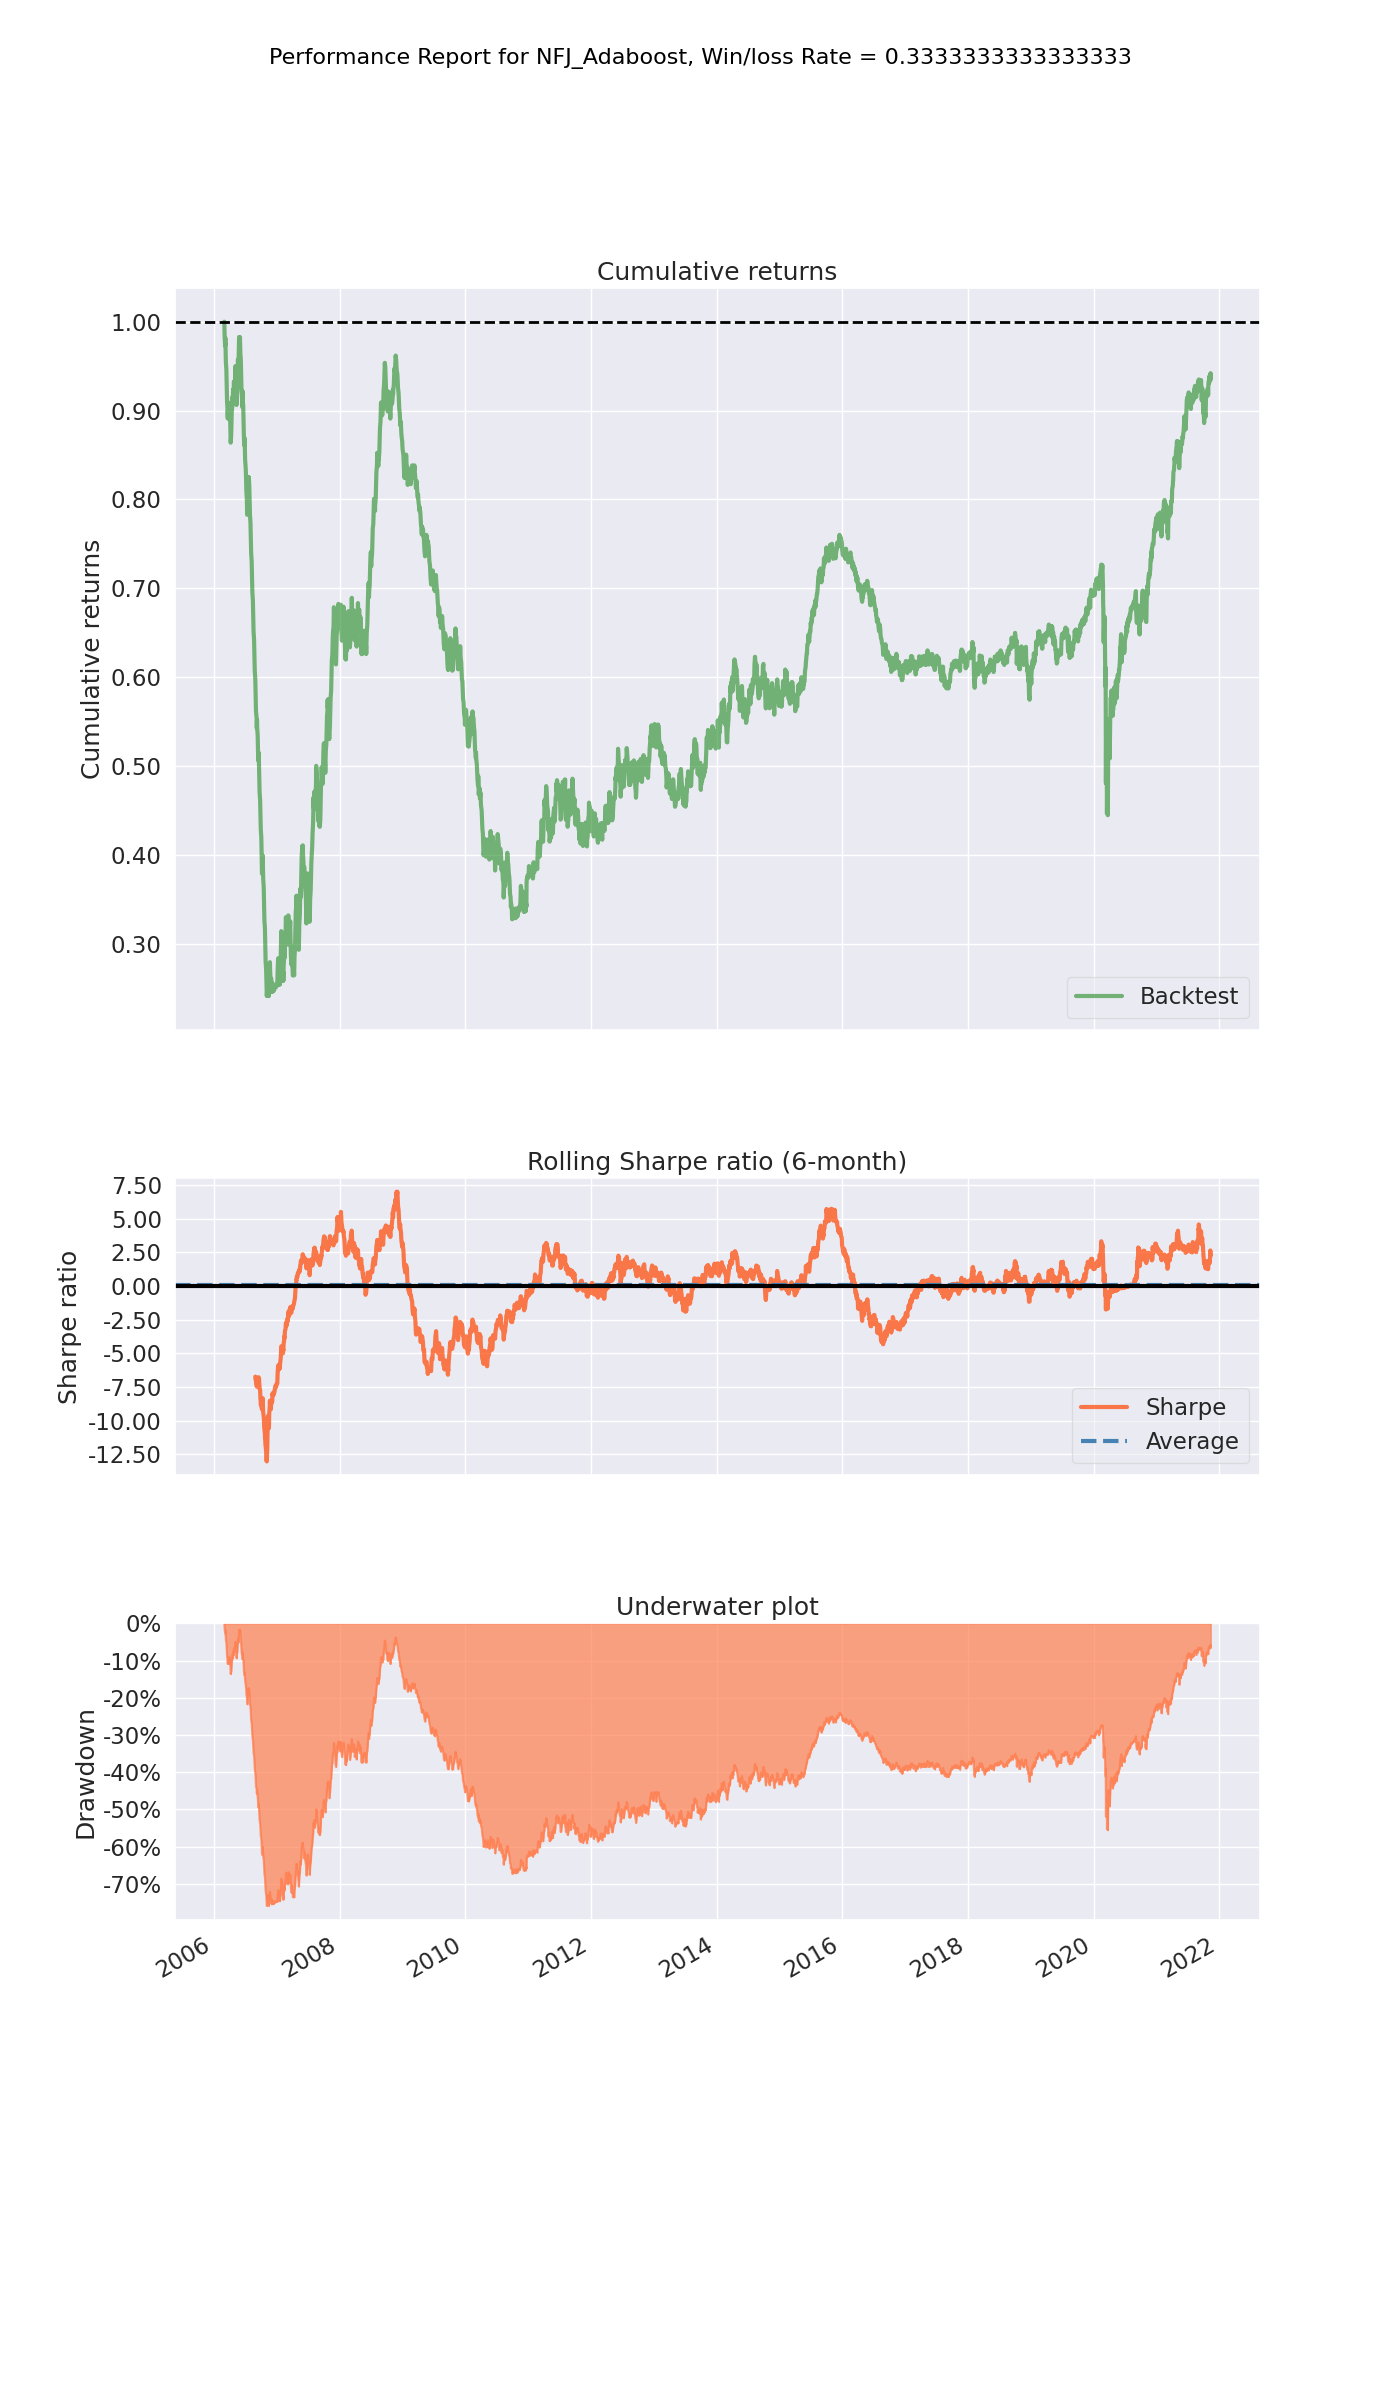 Performance Report for NFJ_Adaboost, Win/loss Rate = 0.3333333333333333
Cumulative returns
1.00
0.90
0.80
0.70
0.60
0.50
0.40
0.30
Cumulative returns
Backtest
Rolling Sharpe ratio (6-month)
7.50
5.00
2.50
0.00
-2.50
-5.00
-7.50
-10.00
-12.50
Sharpe ratio
Sharpe
Average
Underwater plot
0%
-10%
-20%
-30%
-40%
-50%
-60%
-70%
Drawdown
2006 2008 2010 2012 2014 2016 2018 2020 2022